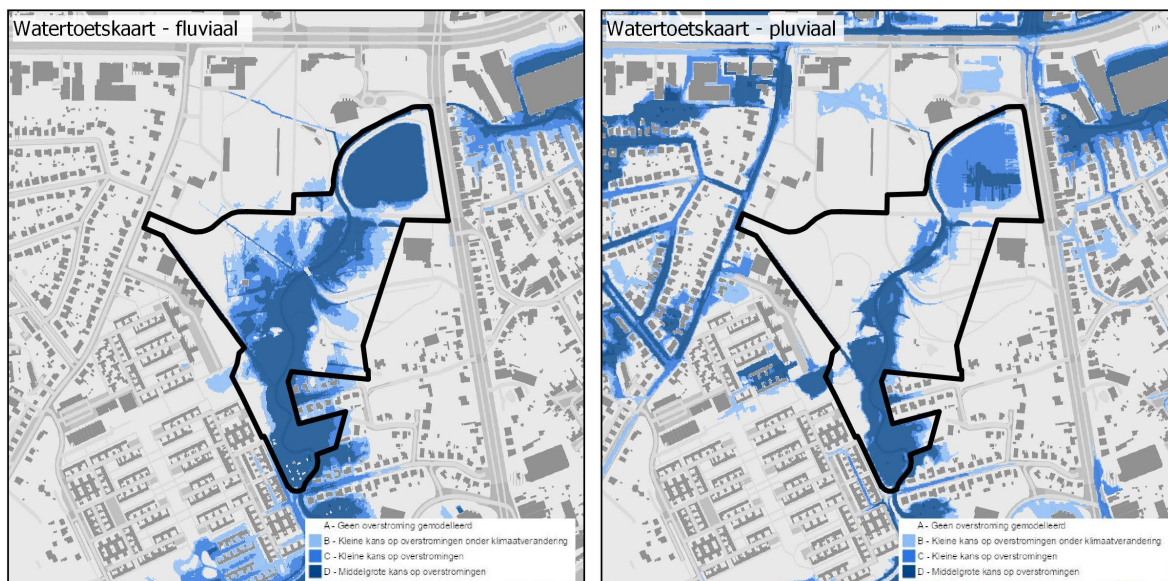 Watertoetskaart - fluviaal
A - Geen overstroming gemodelleerd
B - Kleine kans op overstromingen onder klimaatverandering
C - Kleine kans op overstromingen
D - Middelgrote kans op overstromingen
Watertoetskaart - pluviaal
A - Geen overstroming gemodelleerd
B - Kleine kans op overstromingen onder klimaatverandering
C - Kleine kans op overstromingen
D - Middelgrote kans op overstromingen